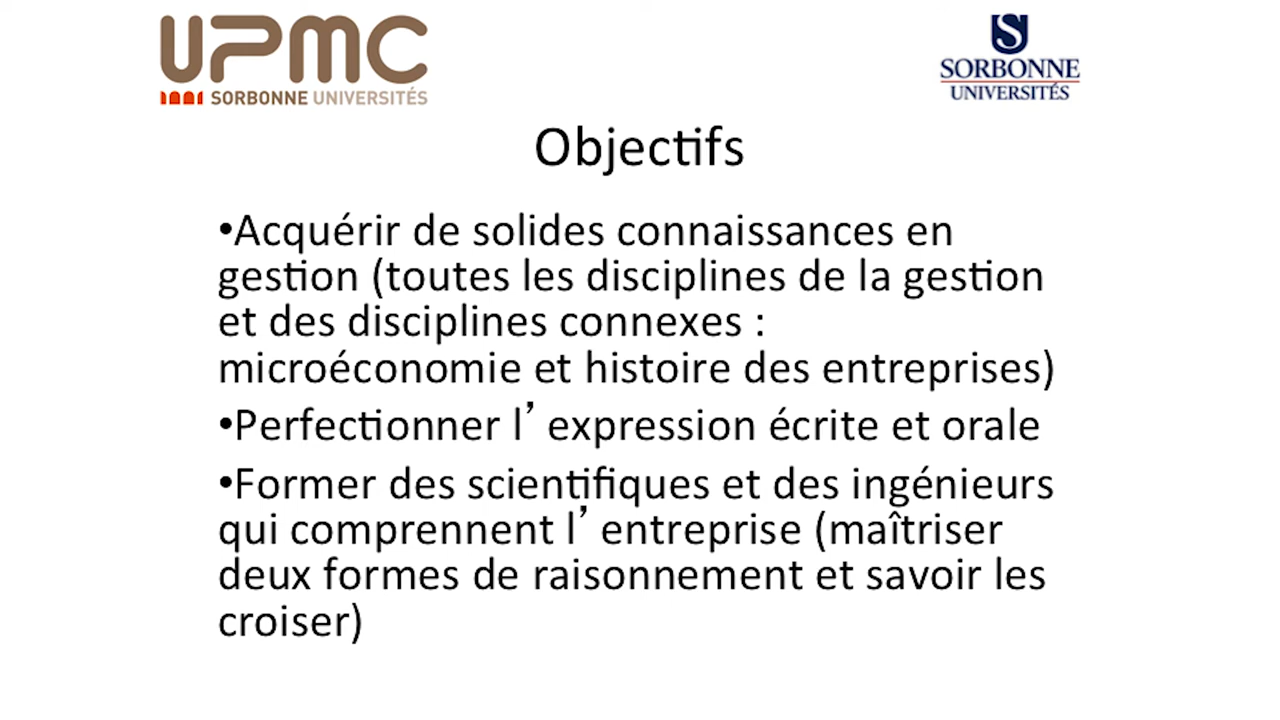 UPMC
SORBONNE UNIVERSITÉS
S
SORBONNE
UNIVERSITÉS
Objectifs
•Acquérir de solides connaissances en
gestion (toutes les disciplines de la gestion
et des disciplines connexes :
microéconomie et histoire des entreprises)
•Perfectionner l’ expression écrite et orale
•Former des scientifiques et des ingénieurs
qui comprennent l’ entreprise (maîtriser
deux formes de raisonnement et savoir les
croiser)